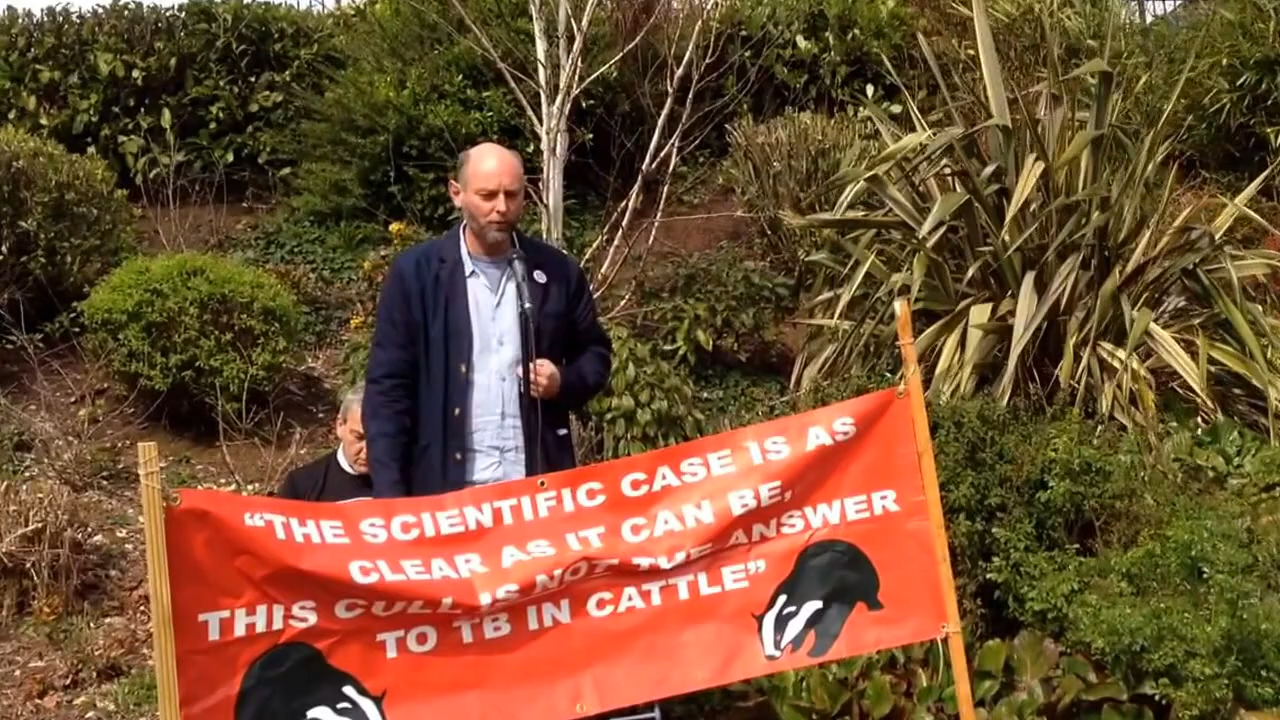 “THE SCIENTIFIC CASE IS AS
CLEAR AS IT CAN BE,
THIS CULL IS NOT THE ANSWER
TO TB IN CATTLE”